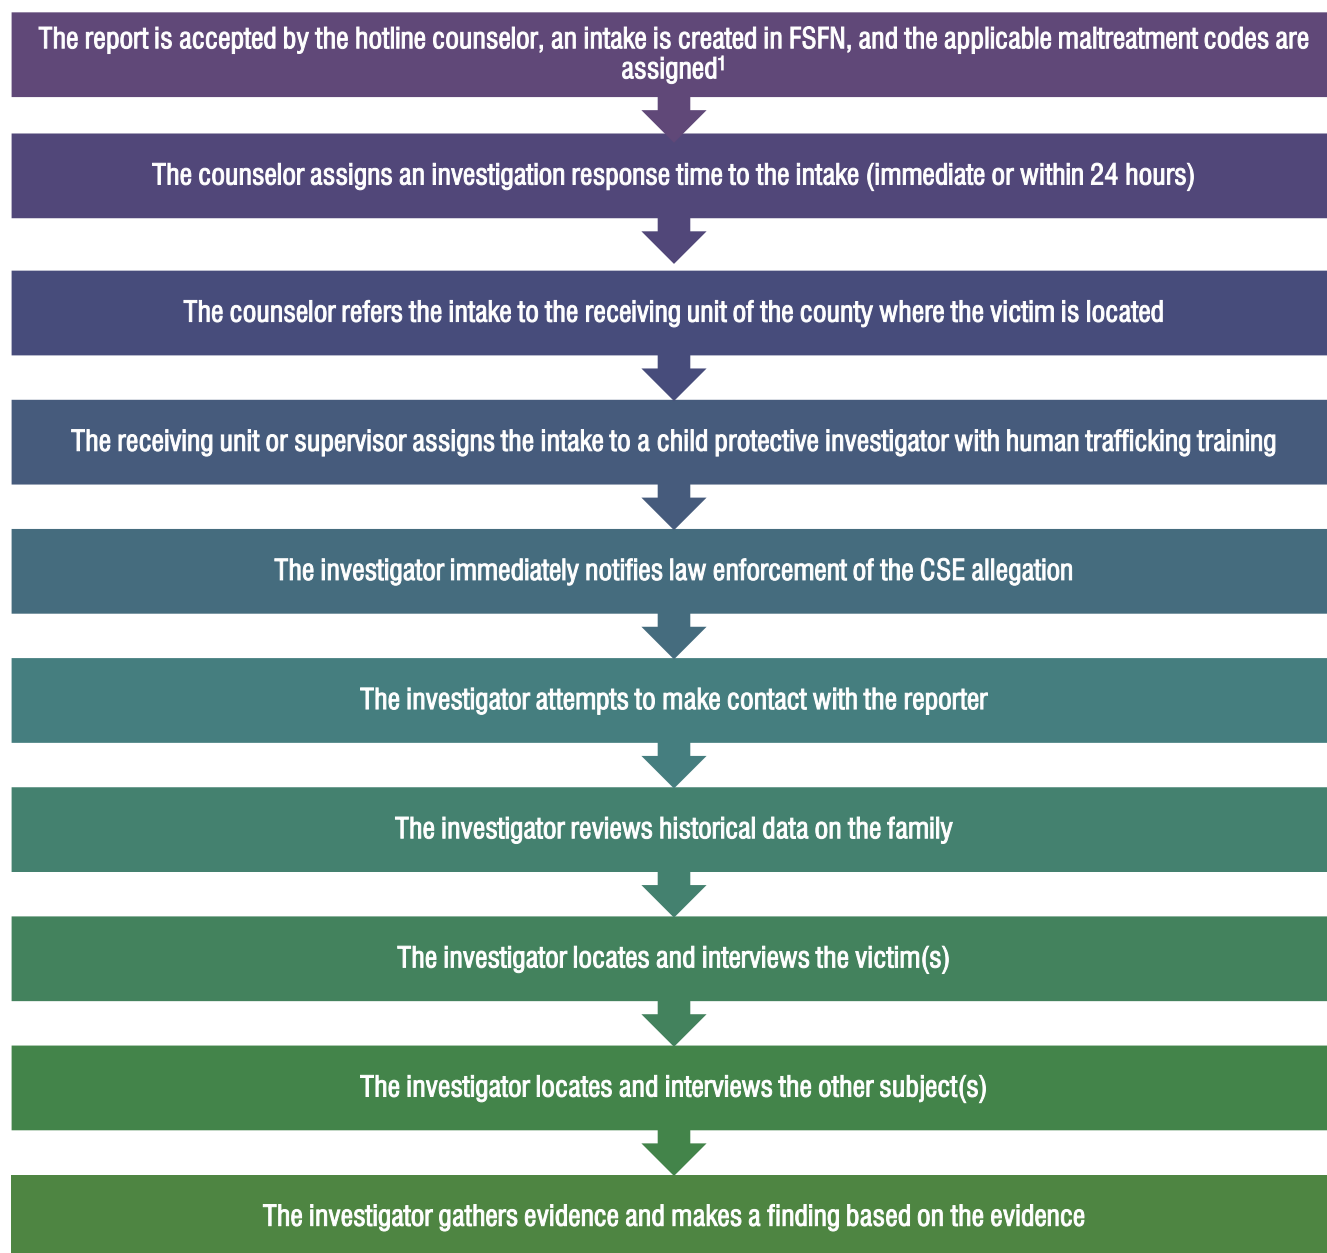 The report is accepted by the hotline counselor, an intake is created in FSFN, and the applicable maltreatment codes are
assigned¹
The counselor assigns an investigation response time to the intake (immediate or within 24 hours)
The counselor refers the intake to the receiving unit of the county where the victim is located
The receiving unit or supervisor assigns the intake to a child protective investigator with human trafficking training
The investigator immediately notifies law enforcement of the CSE allegation
The investigator attempts to make contact with the reporter
The investigator reviews historical data on the family
The investigator locates and interviews the victim(s)
The investigator locates and interviews the other subject(s)
The investigator gathers evidence and makes a finding based on the evidence